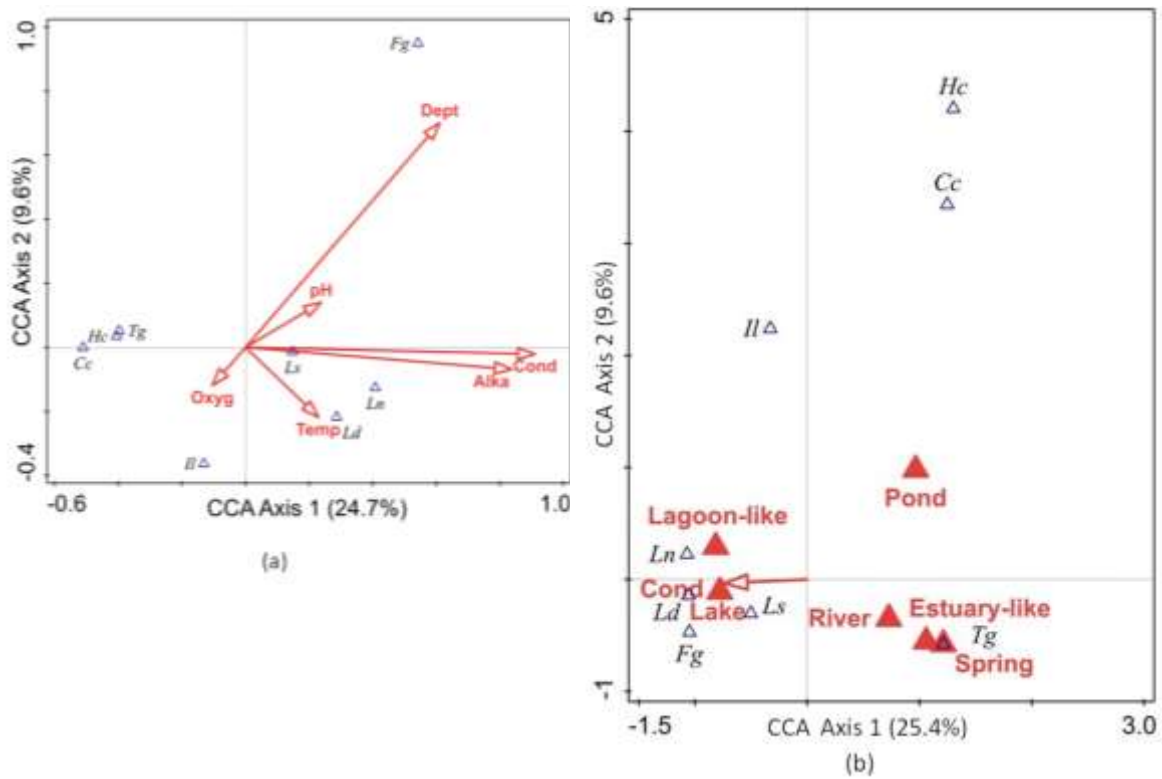 1.0
Fg
Dept
CCA Axis 2 (9.6%)
pH
Hc Tg
Cc
Ls
Cond
Alka
Oxyg
Ln
Temp Ld
Il
-0.4
-0.6
1.0
CCA Axis 1 (24.7%)
(a)
5
Hc
Cc
Il
CCA Axis 2 (9.6%)
Pond
Lagoon-like
Ln
Cond
Ld Lake Ls
River
Estuary-like
Tg
Fg
Spring
-1
-1.5
3.0
CCA Axis 1 (25.4%)
(b)